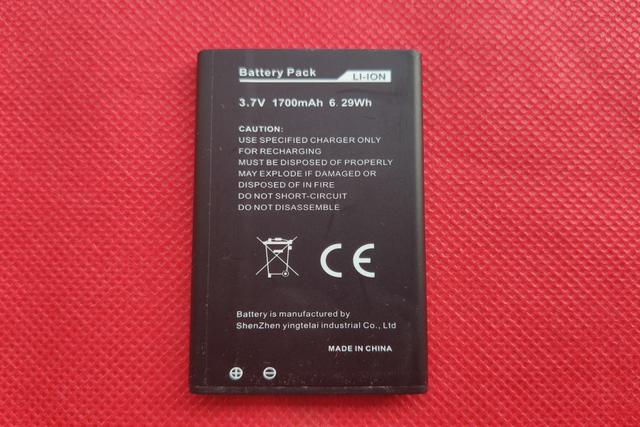 Battery Pack
LI-ION
3.7V 1700mAh 6.29Wh
CAUTION:
USE SPECIFIED CHARGER ONLY
FOR RECHARGING
MUST BE DISPOSED OF PROPERLY
MAY EXPLODE IF DAMAGED OR
DISPOSED OF IN FIRE
DO NOT SHORT-CIRCUIT
DO NOT DISASSEMBLE
CE
Battery is manufactured by
ShenZhen yingtelai industrial Co., Ltd
MADE IN CHINA